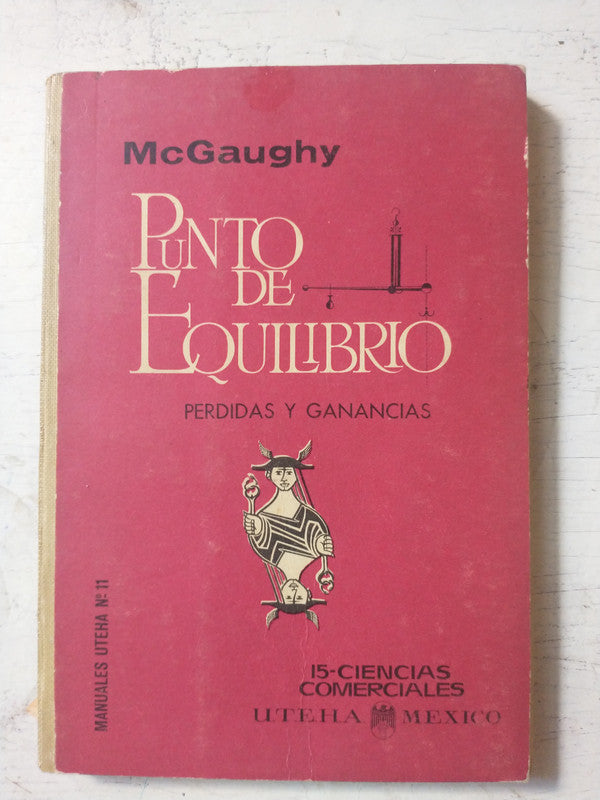 McGaughy
PUNTO
DE
EQUILIBRIO
PERDIDAS Y GANANCIAS
MANUALES UTEHA Nº 11
15-CIENCIAS
COMERCIALES
UTEHA MEXICO